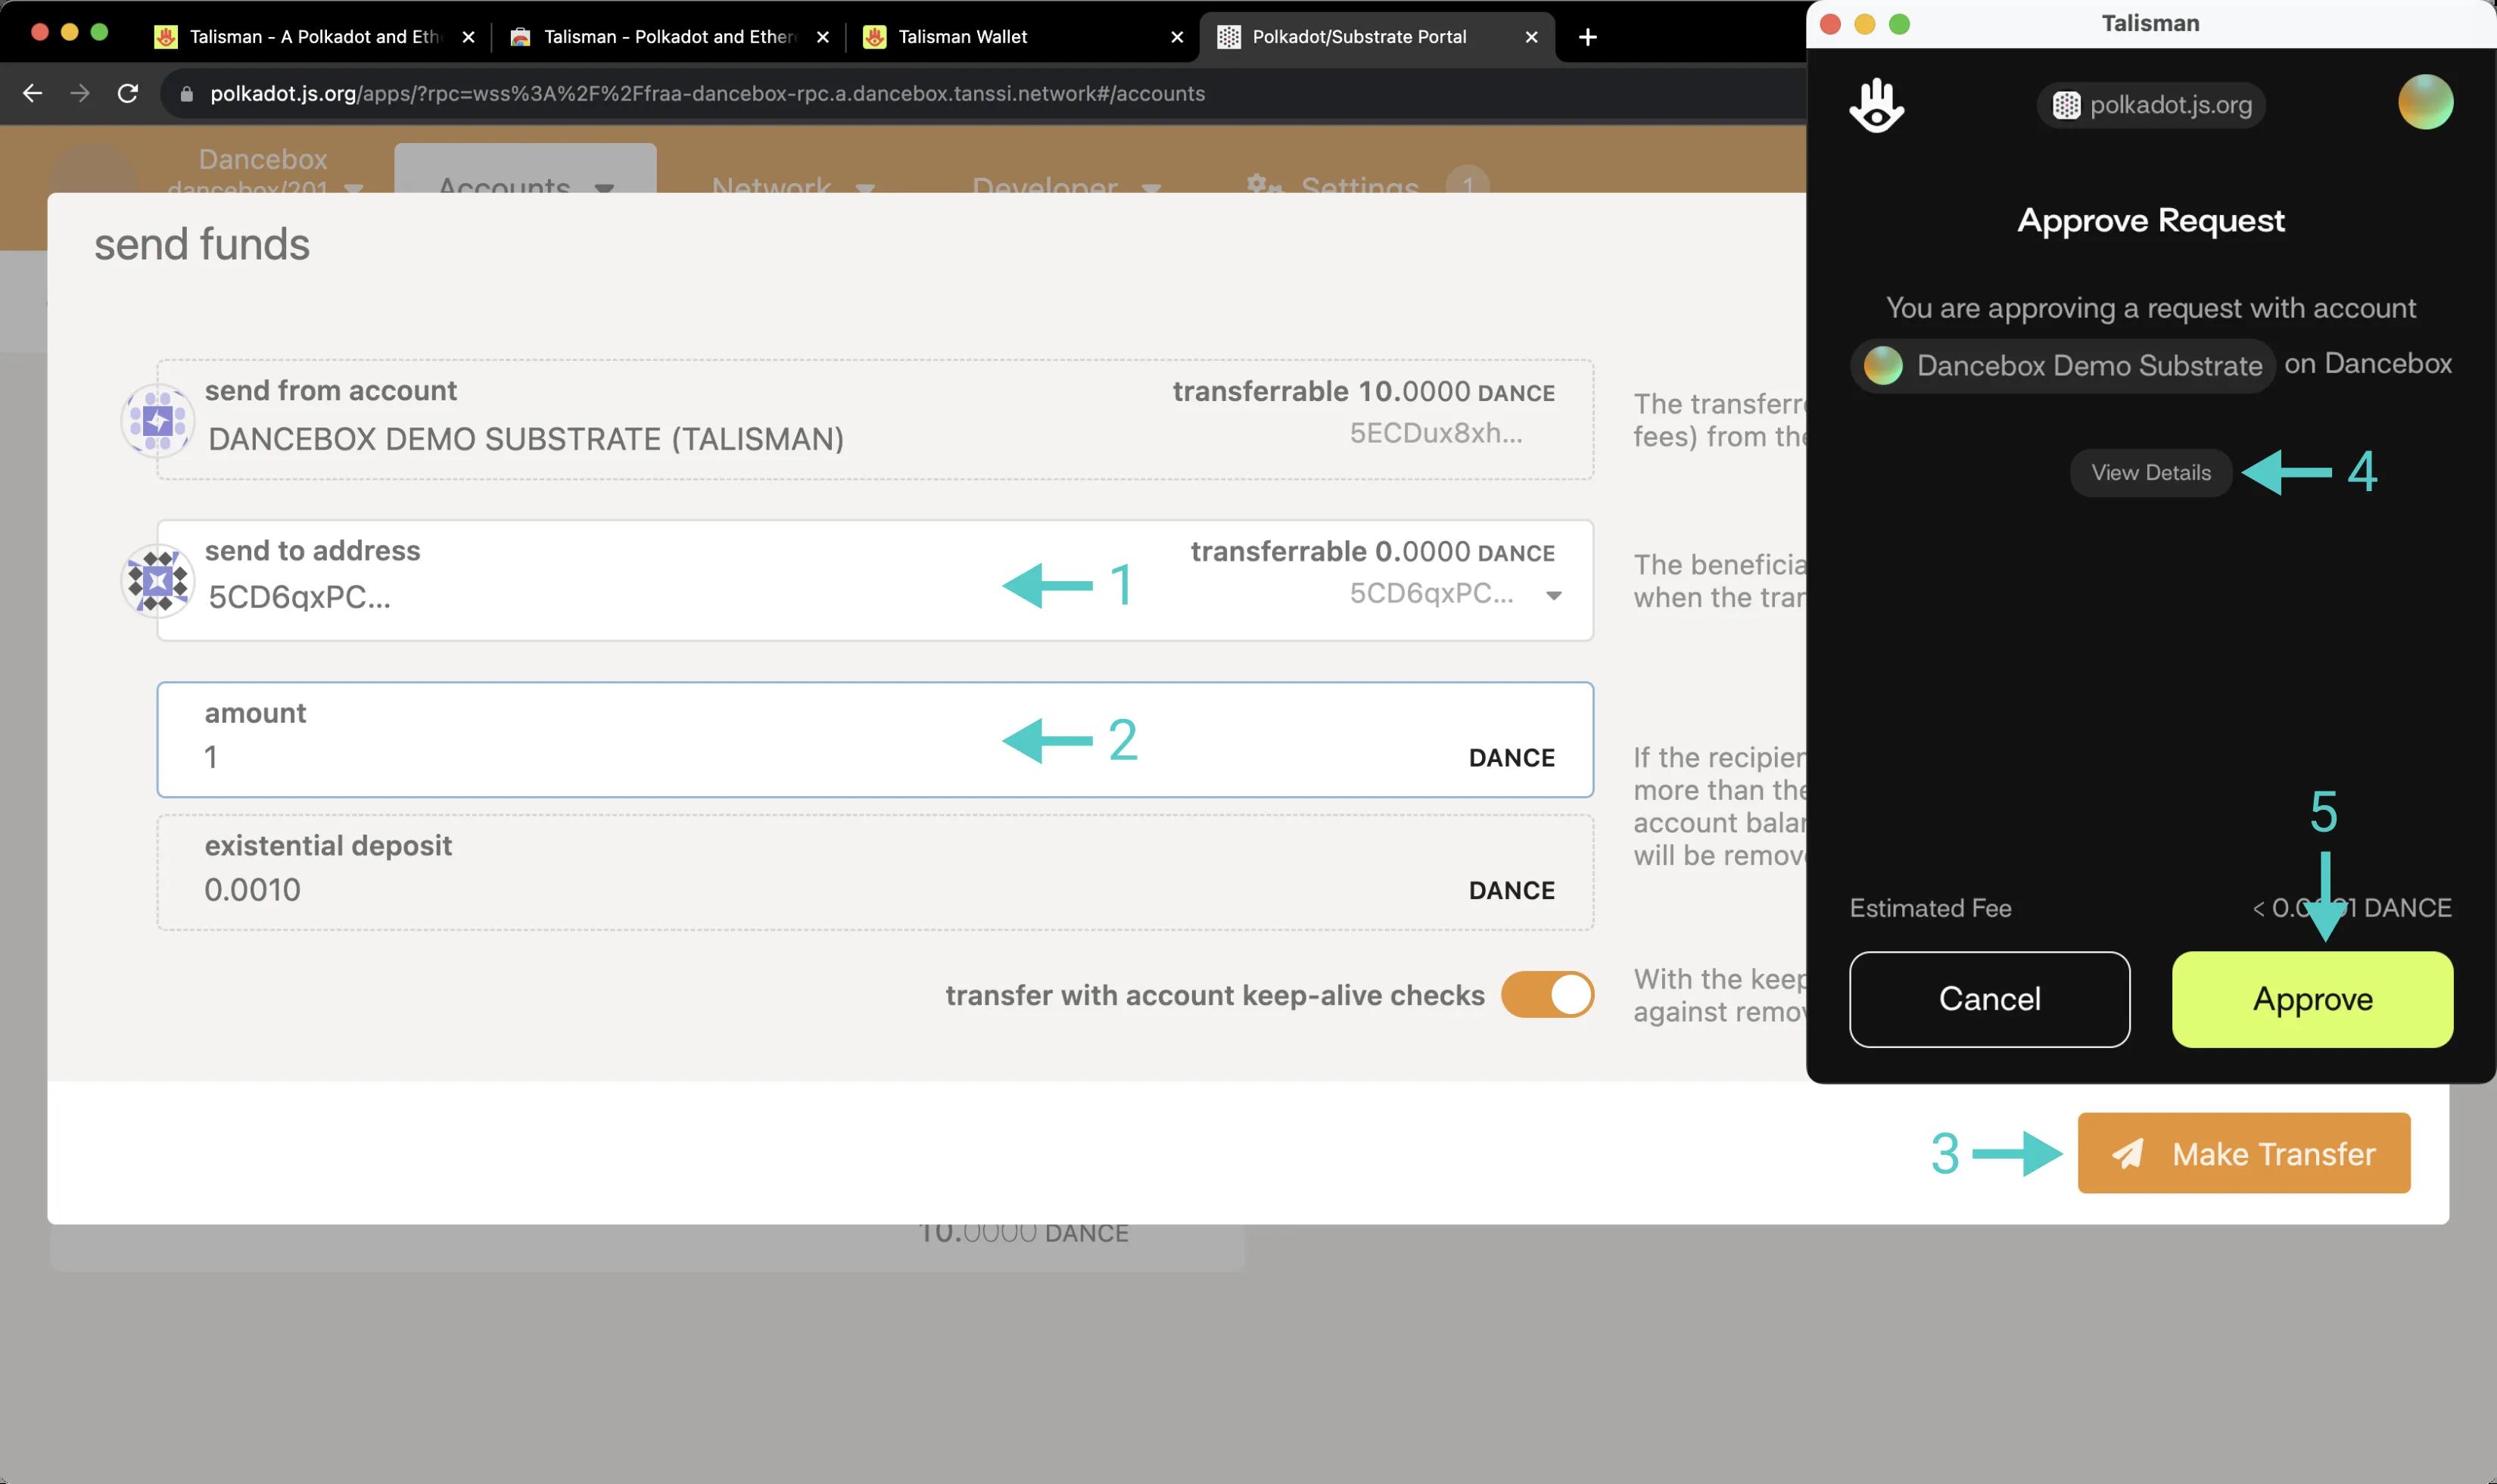 Talisman - A Polkadot and Eth
Talisman - Polkadot and Ether
Talisman Wallet
Polkadot/Substrate Portal
polkadot.js.org/apps/?rpc=wss%3A%2F%2Ffraa-dancebox-rpc.a.dancebox.tanssi.network#/accounts
Dancebox
dancebox/201
Accounts
Network
Developer
Settings
1
send funds
send from account
transferrable 10.0000 DANCE
DANCEBOX DEMO SUBSTRATE (TALISMAN)
5ECDux8xh...
The transferr
fees) from the
send to address
transferrable 0.0000 DANCE
5CD6qxPC...
5CD6qxPC...
1
The beneficia
when the tran
amount
1
DANCE
2
If the recipien
more than the
account balan
will be remove
existential deposit
0.0010
DANCE
transfer with account keep-alive checks
With the keep
against remov
3
Make Transfer
10.0000 DANCE
Talisman
polkadot.js.org
Approve Request
You are approving a request with account
Dancebox Demo Substrate on Dancebox
View Details
4
5
Estimated Fee
DANCE
Cancel
Approve